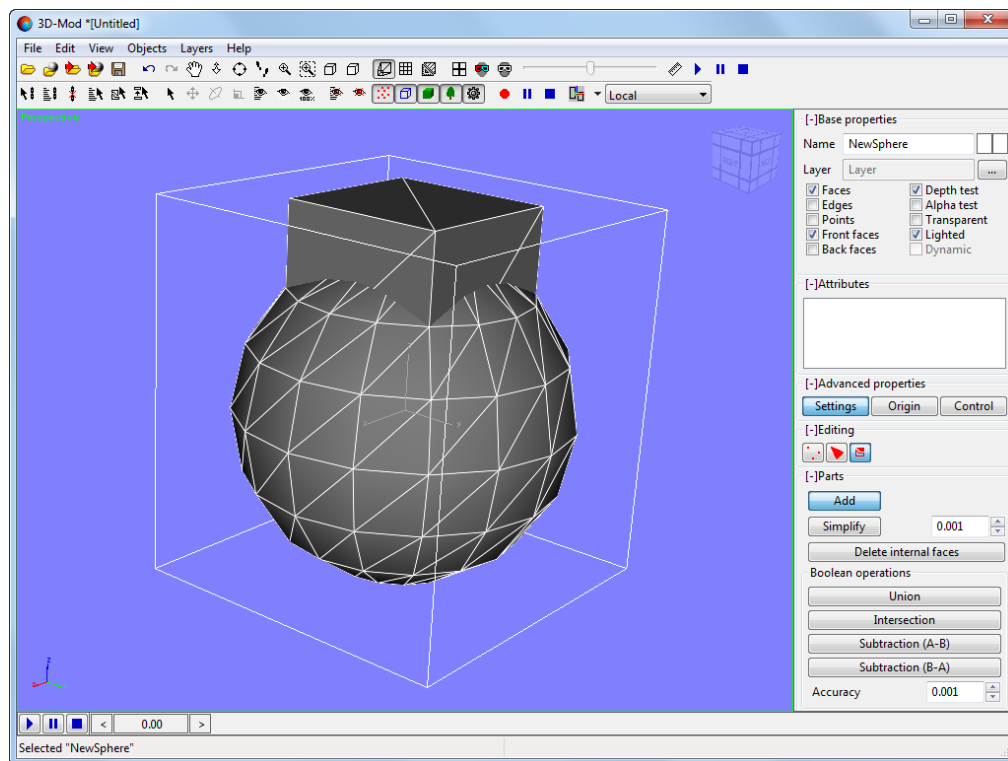 3D-Mod *[Untitled]
File Edit View Objects Layers Help
100%
Local
Perspective
[-]Base properties
Name NewSphere
Layer Layer ...
Faces Depth test
Edges Alpha test
Points Transparent
Front faces Lighted
Back faces Dynamic
[-]Attributes
[-]Advanced properties
Settings Origin Control
[-]Editing
[-]Parts
Add
Simplify 0.001
Delete internal faces
Boolean operations
Union
Intersection
Subtraction (A-B)
Subtraction (B-A)
Accuracy 0.001
z
< 0.00 >
Selected "NewSphere"